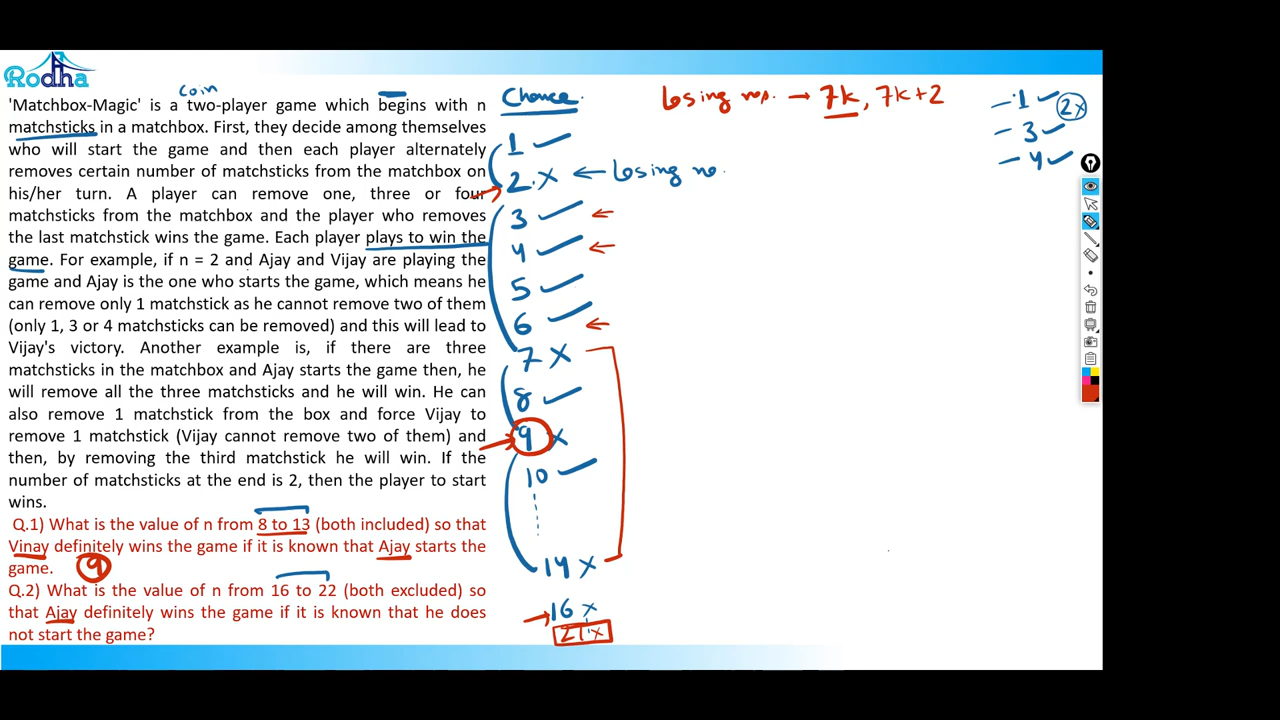 Rodha
coin
'Matchbox-Magic' is a two-player game which begins with n
matchsticks in a matchbox. First, they decide among themselves
who will start the game and then each player alternately
removes certain number of matchsticks from the matchbox on
his/her turn. A player can remove one, three or four
matchsticks from the matchbox and the player who removes
the last matchstick wins the game. Each player plays to win the
game. For example, if n = 2 and Ajay and Vijay are playing the
game and Ajay is the one who starts the game, which means he
can remove only 1 matchstick as he cannot remove two of them
(only 1, 3 or 4 matchsticks can be removed) and this will lead to
Vijay's victory. Another example is, if there are three
matchsticks in the matchbox and Ajay starts the game then, he
will remove all the three matchsticks and he will win. He can
also remove 1 matchstick from the box and force Vijay to
remove 1 matchstick (Vijay cannot remove two of them) and
then, by removing the third matchstick he will win. If the
number of matchsticks at the end is 2, then the player to start
wins.
Q.1) What is the value of n from 8 to 13 (both included) so that
Vinay definitely wins the game if it is known that Ajay starts the
game. 9
Q.2) What is the value of n from 16 to 22 (both excluded) so
that Ajay definitely wins the game if it is known that he does
not start the game?
Chance
1 ✓
2 × ← losing no.
3 ✓ ←
4 ✓ ←
5 ✓
6 ✓ ←
7 ×
8 ✓
→ 9 ×
10 ✓
14 ×
→ 16 ×
21 ×
losing nos. → 7k, 7k+2
– 1 ✓ 2×
– 3 ✓
– 4 ✓